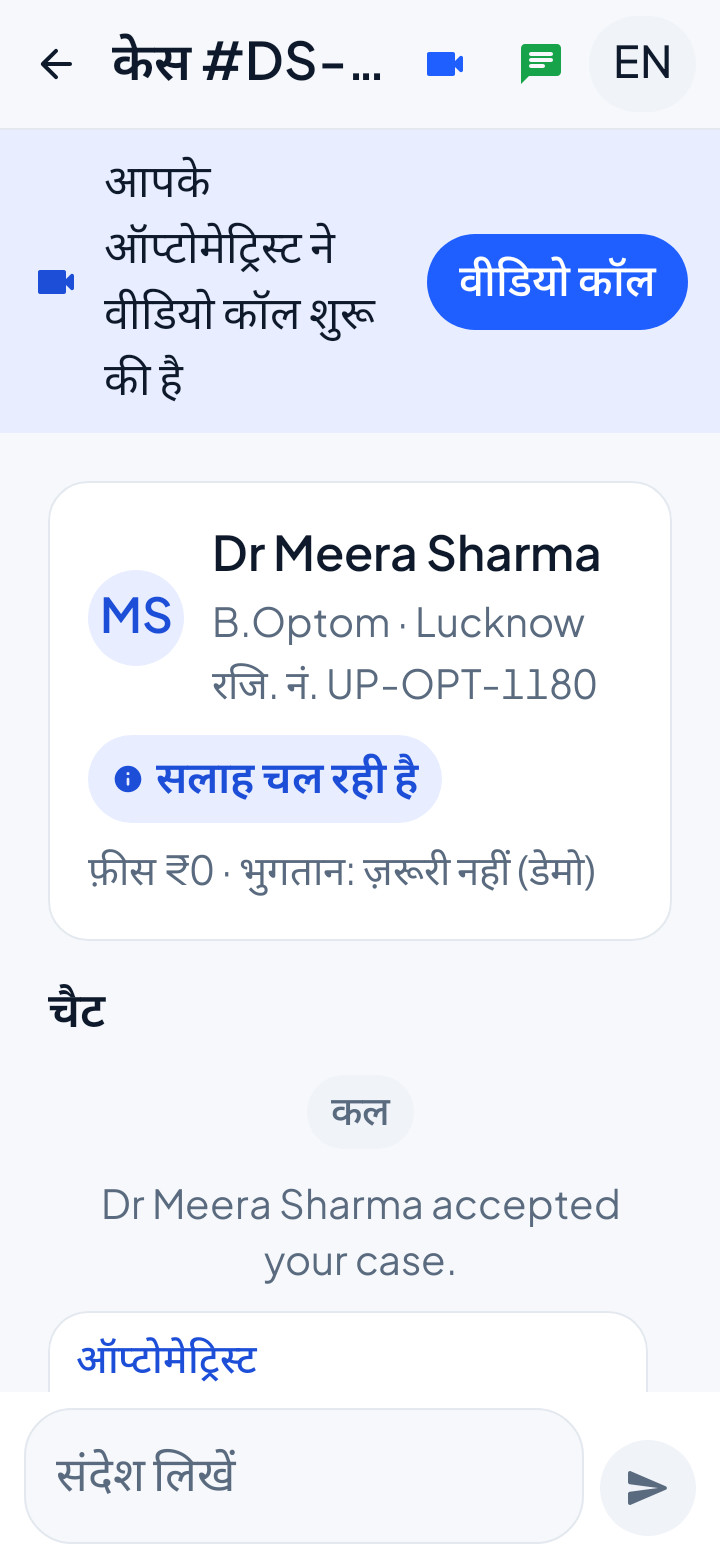 केस #DS-...
EN
आपके
ऑप्टोमेट्रिस्ट ने
वीडियो कॉल शुरू
की है
वीडियो कॉल
MS
Dr Meera Sharma
B.Optom · Lucknow
रजि. नं. UP-OPT-1180
सलाह चल रही है
फ़ीस ₹0 · भुगतान: ज़रूरी नहीं (डेमो)
चैट
कल
Dr Meera Sharma accepted
your case.
ऑप्टोमेट्रिस्ट
संदेश लिखें